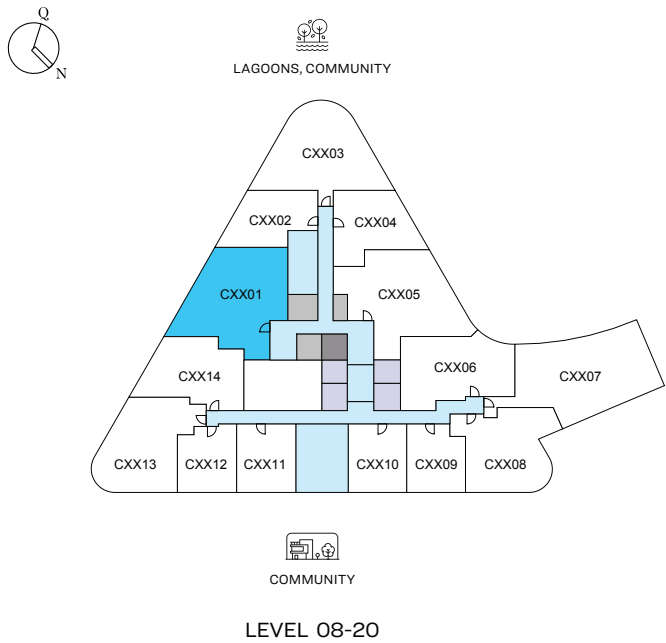 Q
N
LAGOONS, COMMUNITY
CXX03
CXX02
CXX04
CXX01
CXX05
CXX14
CXX06
CXX07
CXX13
CXX12
CXX11
CXX10
CXX09
CXX08
COMMUNITY
LEVEL 08-20